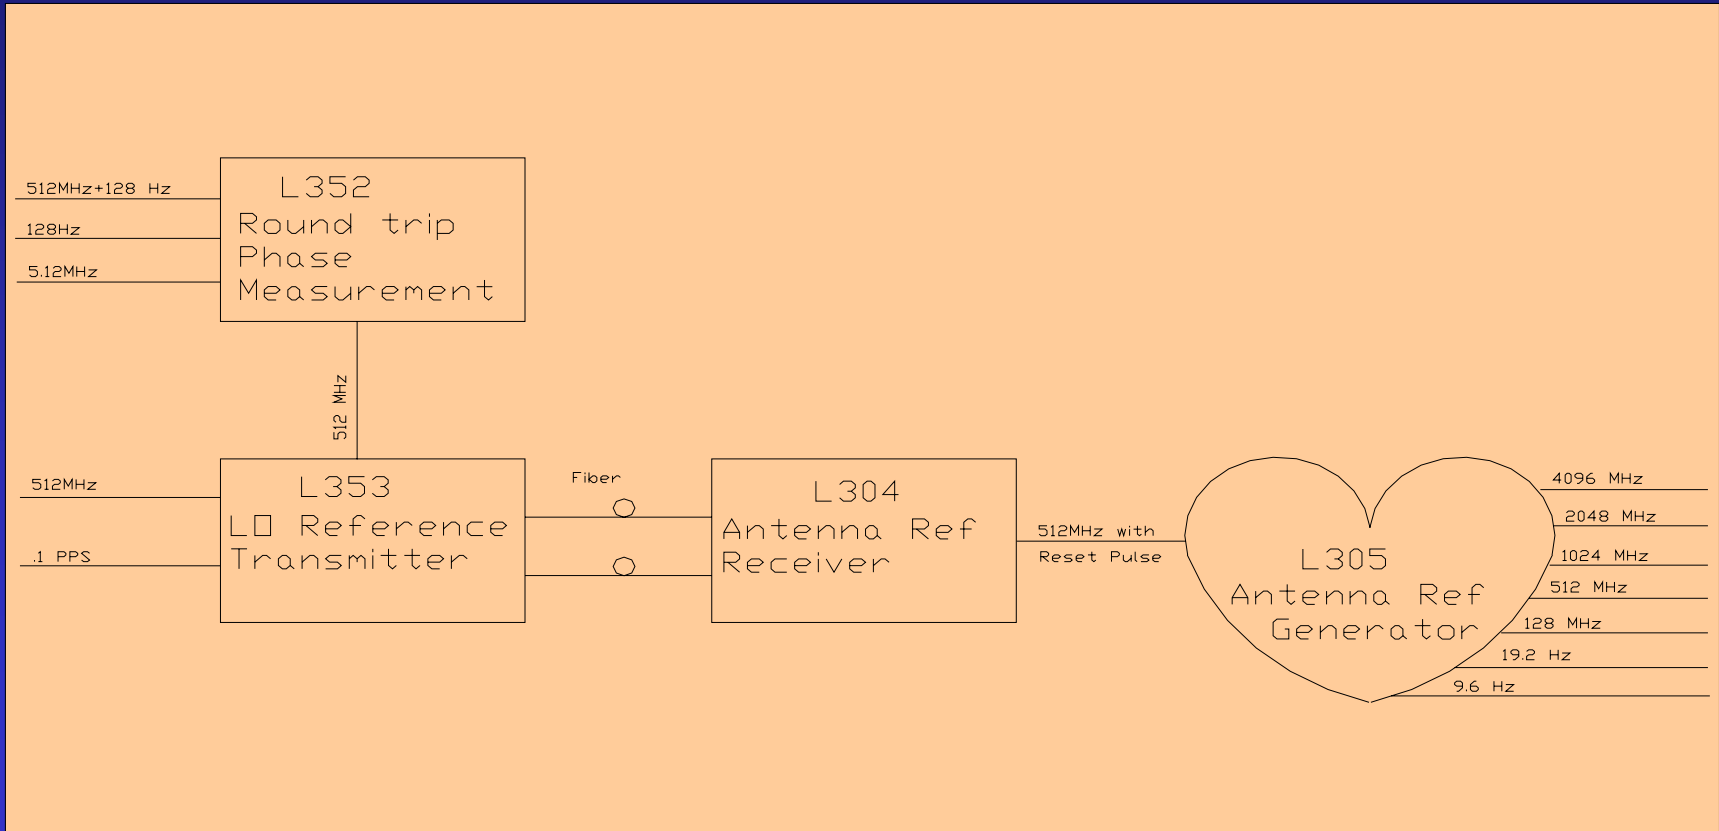 512MHz+128 Hz
128Hz
5.12MHz
L352
Round trip
Phase
Measurement
512 MHz
512MHz
.1 PPS
L353
LO Reference
Transmitter
Fiber
L304
Antenna Ref
Receiver
512MHz with
Reset Pulse
L305
Antenna Ref
Generator
4096 MHz
2048 MHz
1024 MHz
512 MHz
128 MHz
19.2 Hz
9.6 Hz